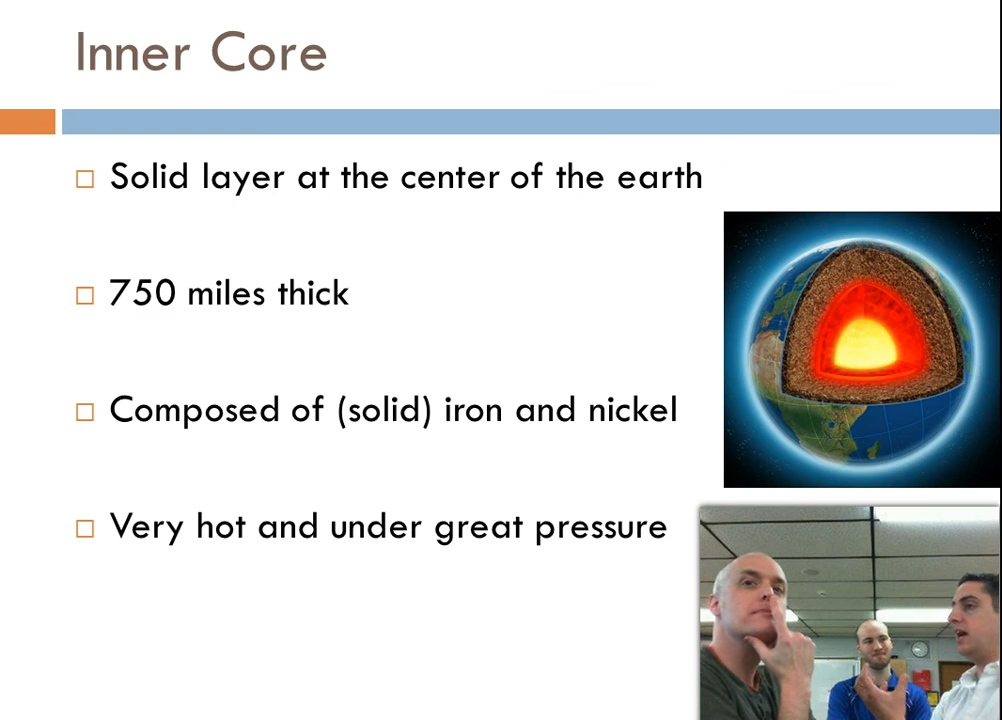 Inner Core
Solid layer at the center of the earth
750 miles thick
Composed of (solid) iron and nickel
Very hot and under great pressure